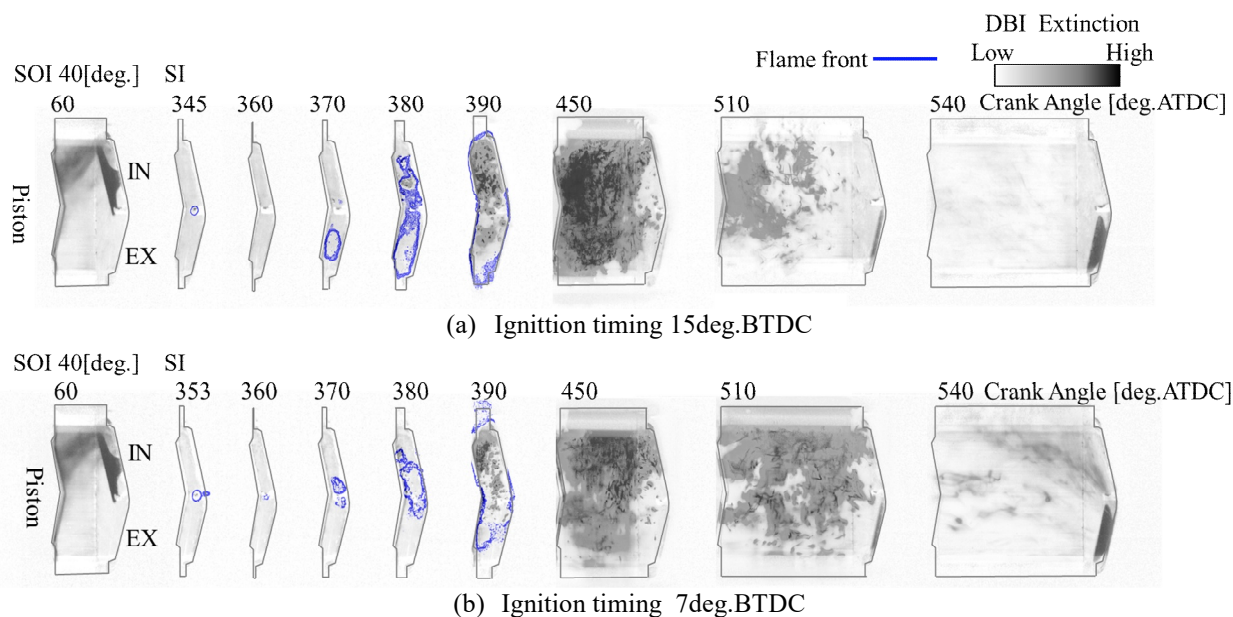 DBI Extinction
Low High
Flame front
SOI 40[deg.] SI
60 345 360 370 380 390 450 510 540 Crank Angle [deg.ATDC]
IN
Piston
EX
(a) Ignittion timing 15deg.BTDC
SOI 40[deg.] SI
60 353 360 370 380 390 450 510 540 Crank Angle [deg.ATDC]
IN
Piston
EX
(b) Ignition timing 7deg.BTDC